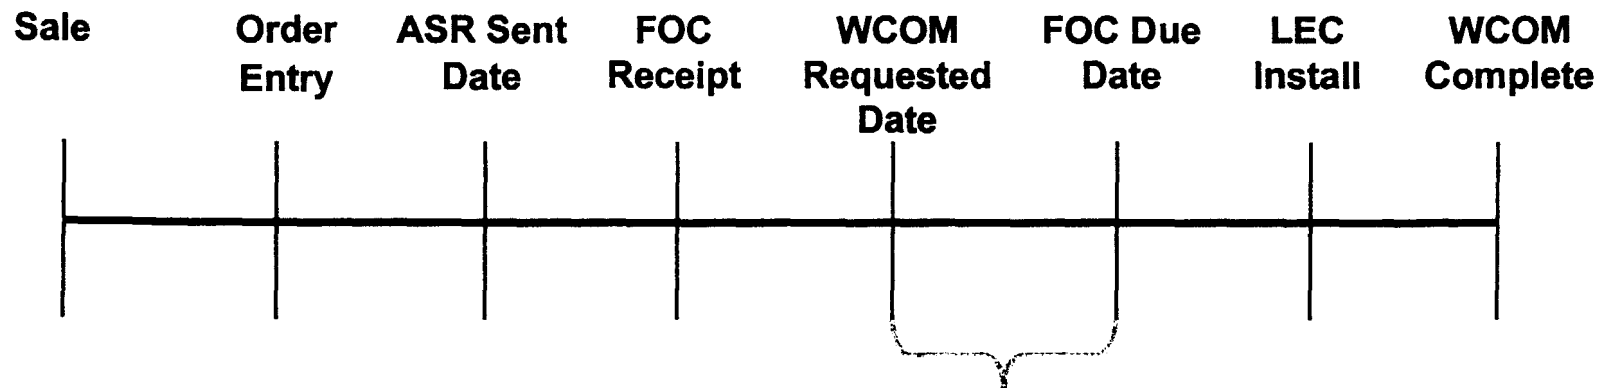 Sale
Order
Entry
ASR Sent
Date
FOC
Receipt
WCOM
Requested
Date
FOC Due
Date
LEC
Install
WCOM
Complete